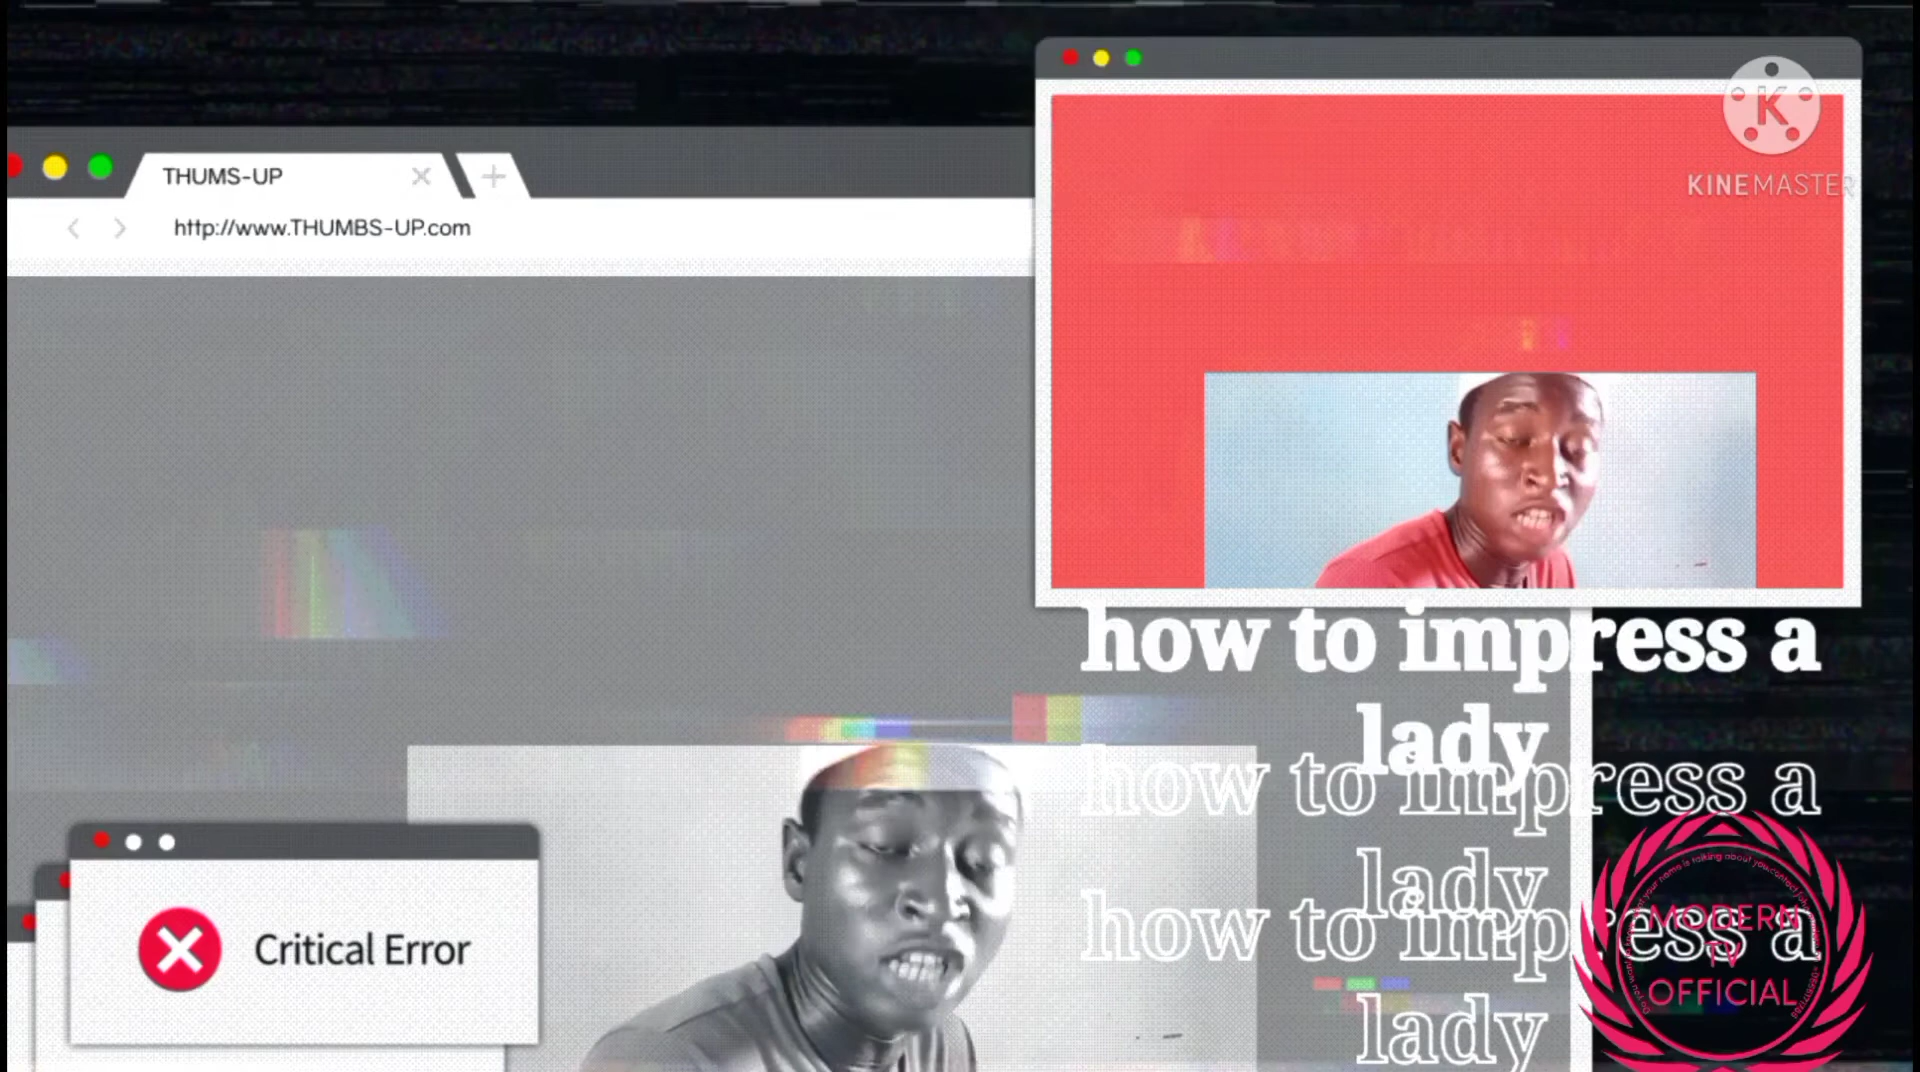 THUMS-UP
http://www.THUMBS-UP.com
K
KINEMASTER
how to impress a
lady
how to impress a
lady
how to impress a
lady
Critical Error
MODERN
TV
OFFICIAL